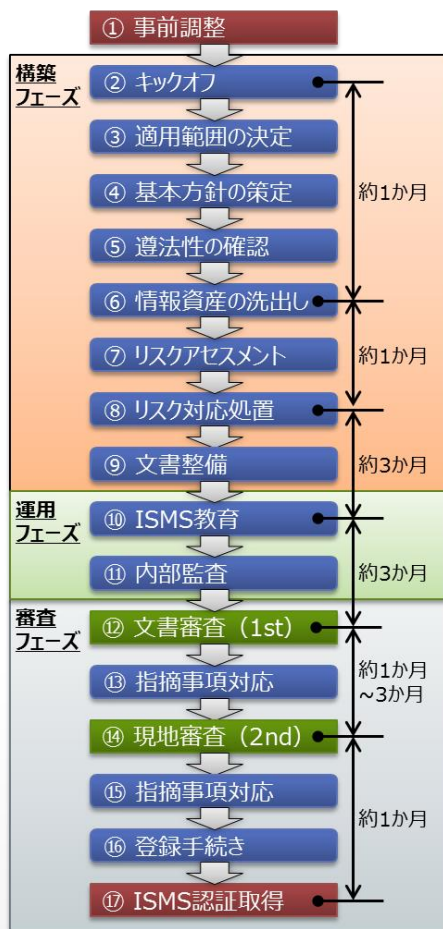 ① 事前調整
構築
フェーズ
② キックオフ
③ 適用範囲の決定
④ 基本方針の策定
約1か月
⑤ 遵法性の確認
⑥ 情報資産の洗出し
⑦ リスクアセスメント
約1か月
⑧ リスク対応処置
⑨ 文書整備
約3か月
運用
フェーズ
⑩ ISMS教育
⑪ 内部監査
約3か月
審査
フェーズ
⑫ 文書審査（1st）
⑬ 指摘事項対応
約1か月
~3か月
⑭ 現地審査（2nd）
⑮ 指摘事項対応
約1か月
⑯ 登録手続き
⑰ ISMS認証取得